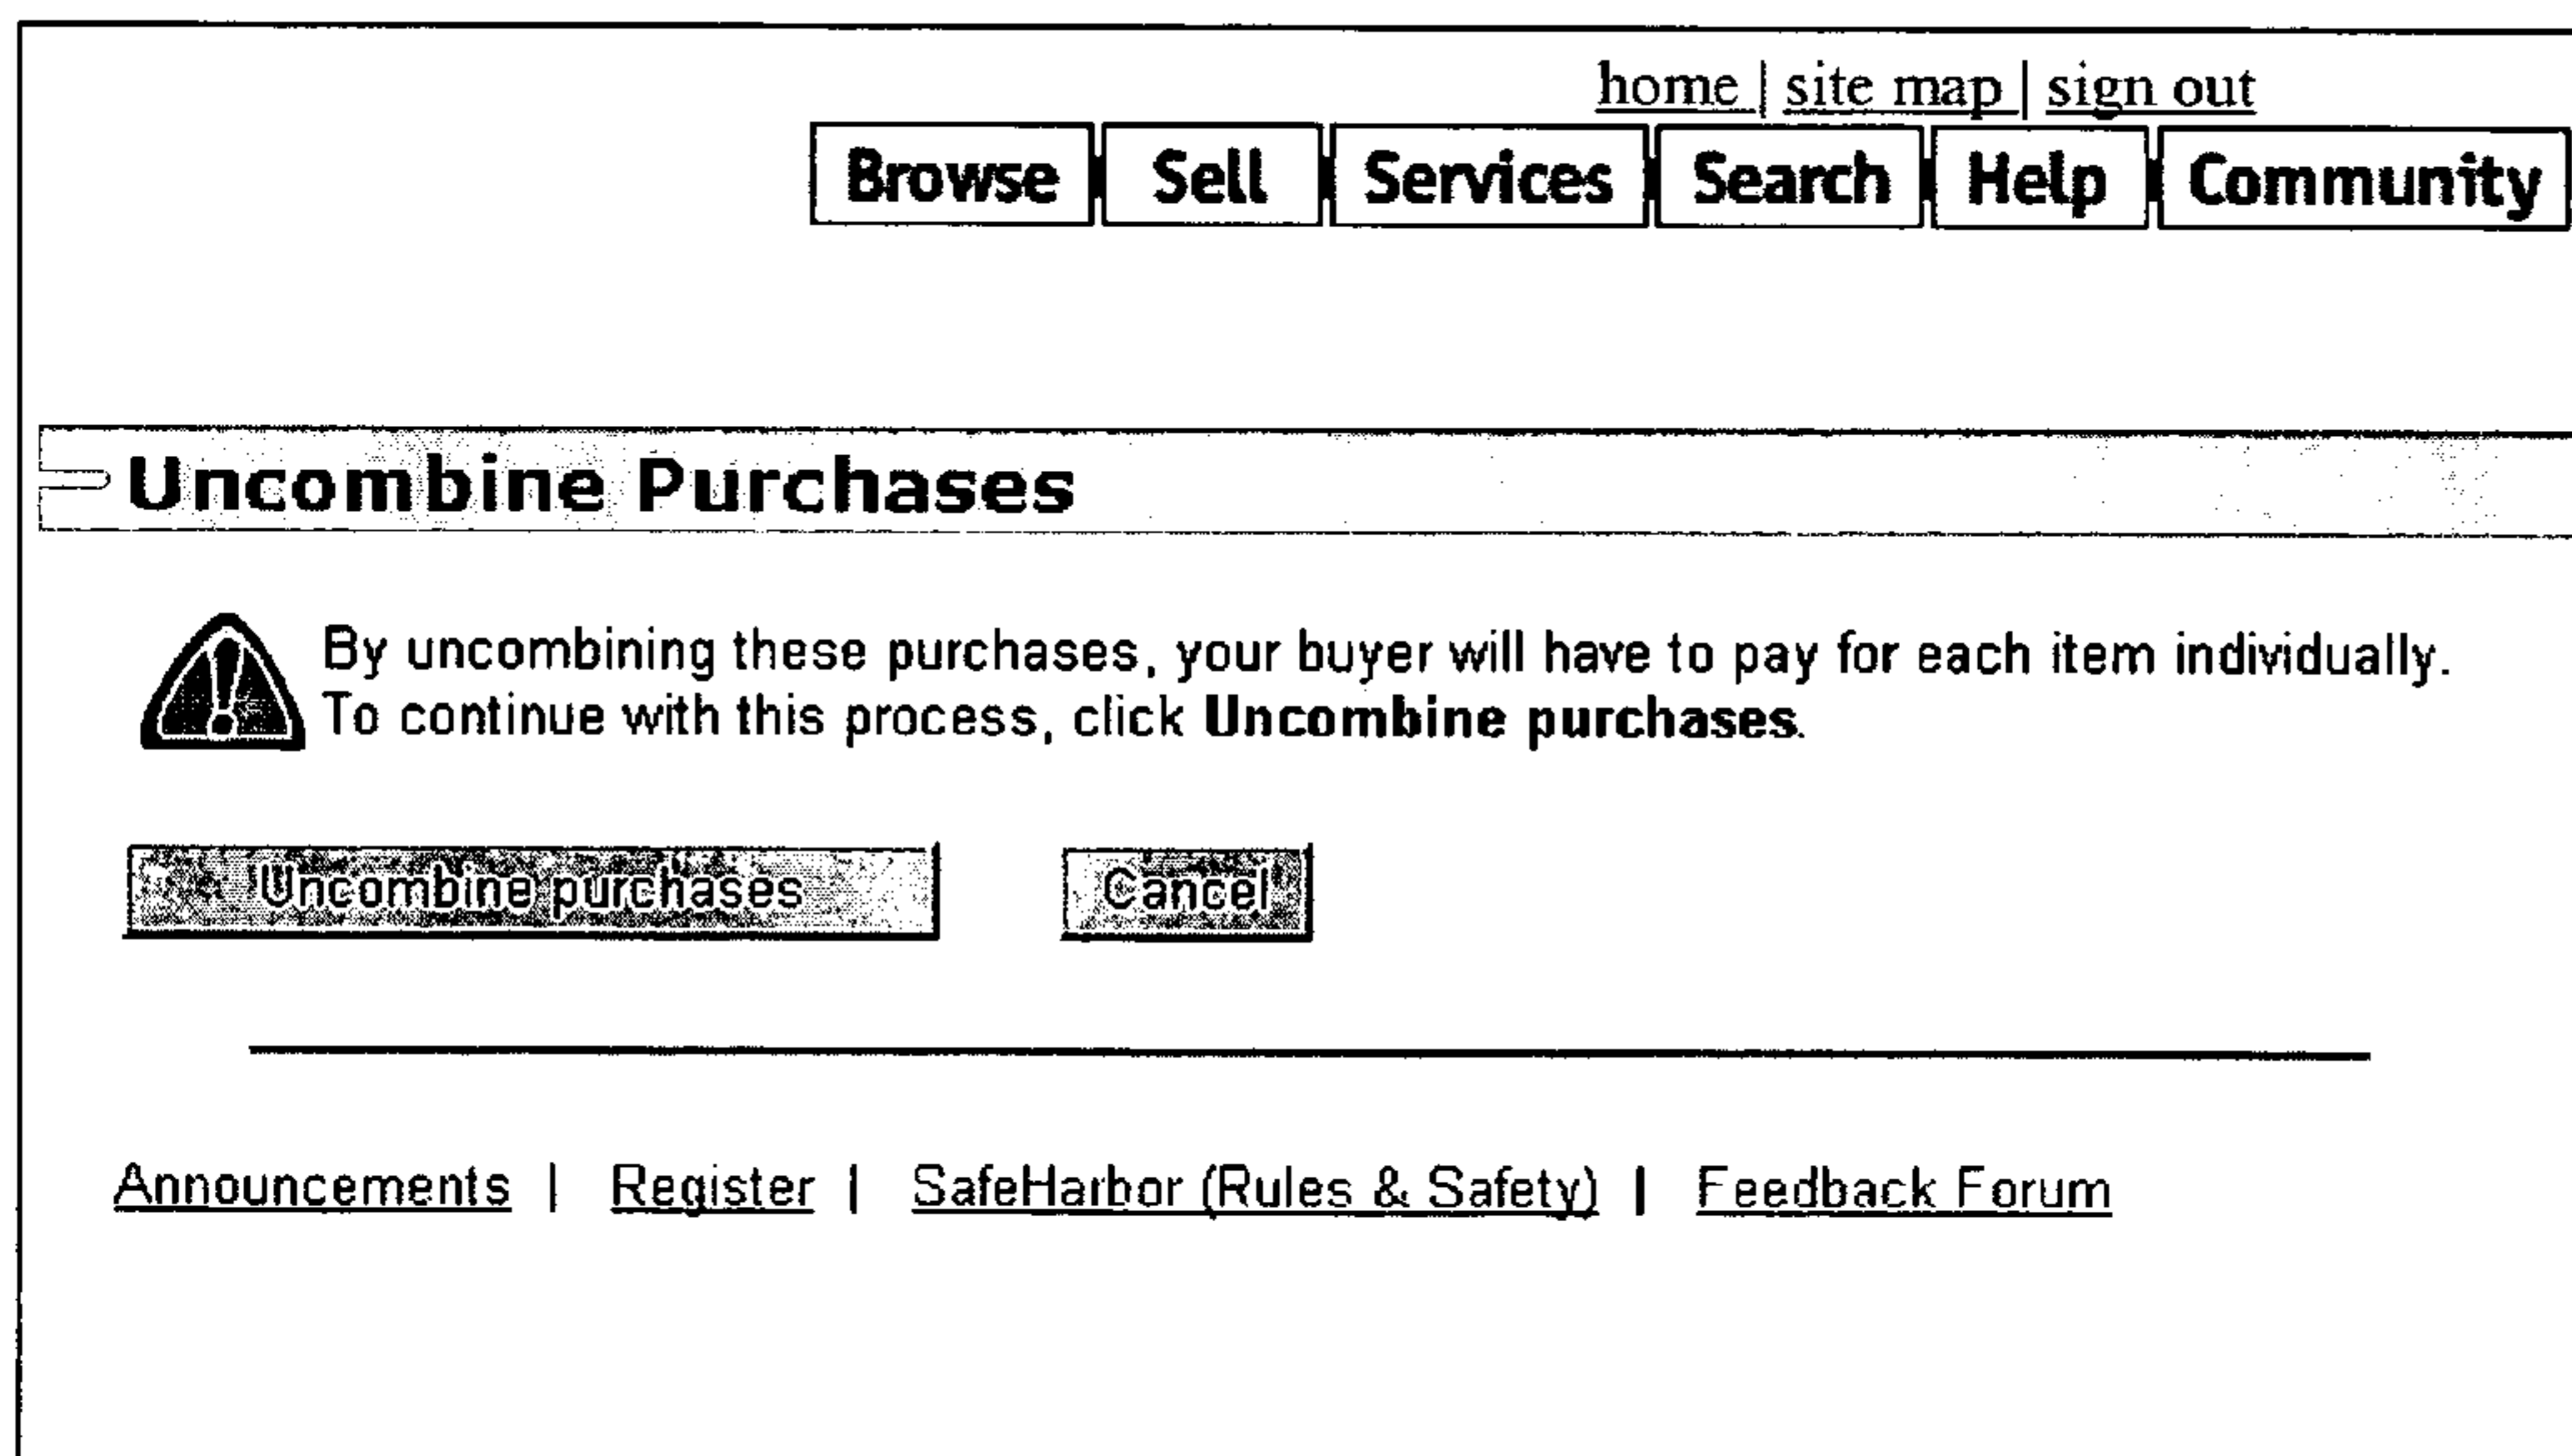 home | site map | sign out
Browse Sell Services Search Help Community
Uncombine Purchases
By uncombining these purchases, your buyer will have to pay for each item individually.
To continue with this process, click Uncombine purchases.
Uncombine purchases Cancel
Announcements | Register | SafeHarbor (Rules & Safety) | Feedback Forum